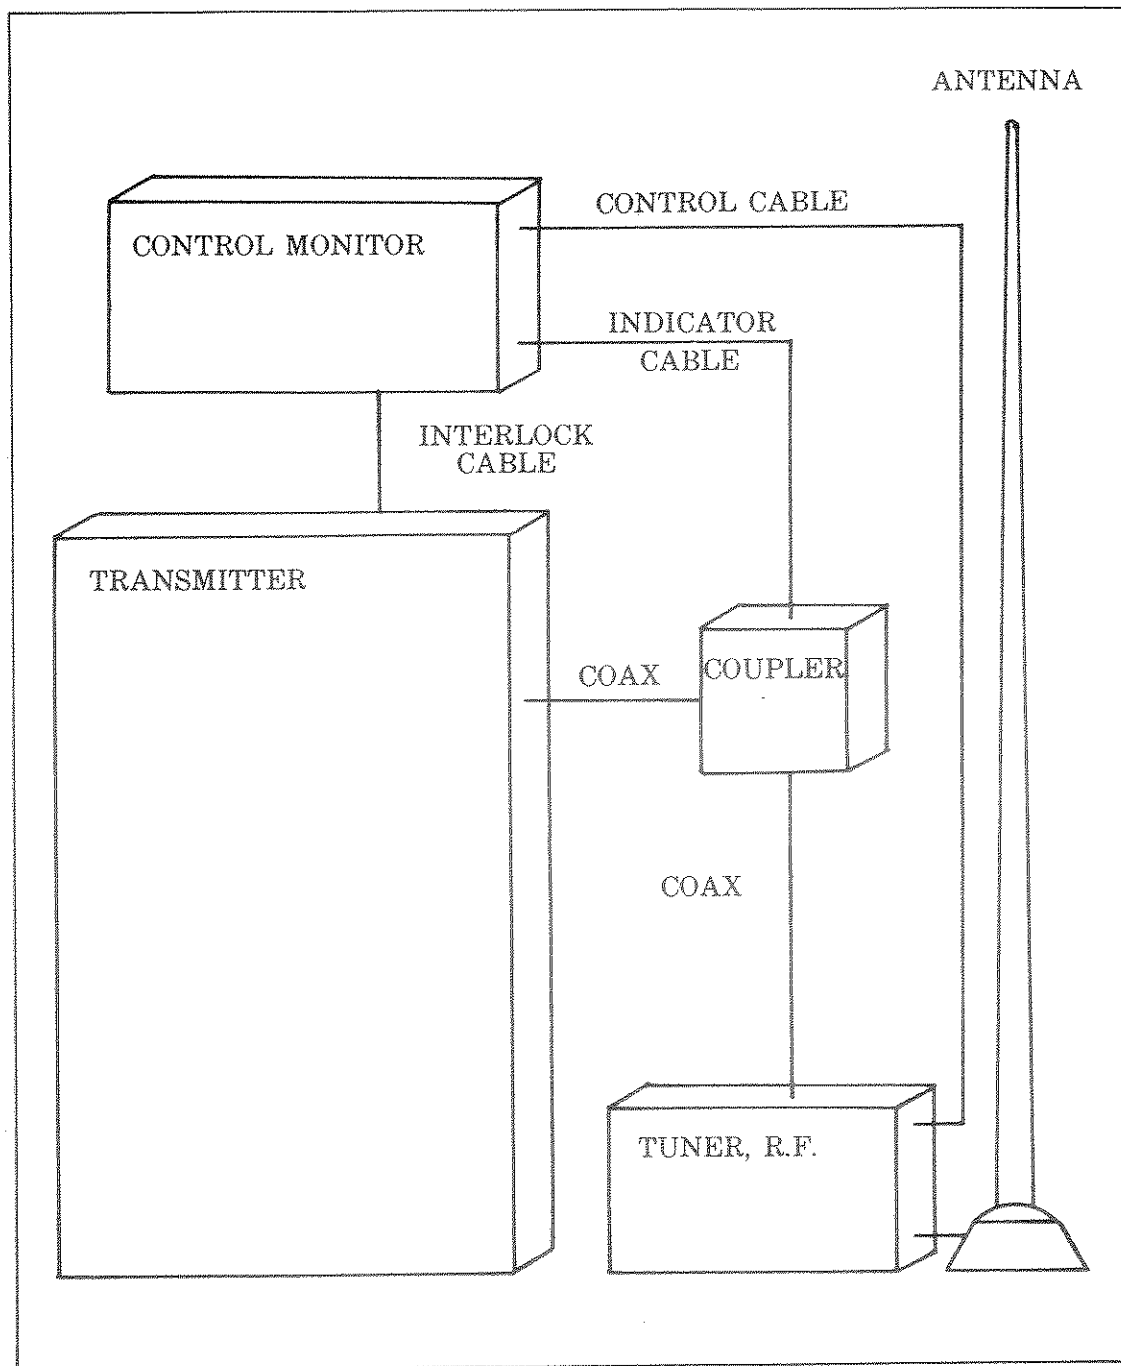 ANTENNA
CONTROL CABLE
CONTROL MONITOR
INDICATOR
CABLE
INTERLOCK
CABLE
TRANSMITTER
COAX
COUPLER
COAX
TUNER, R.F.